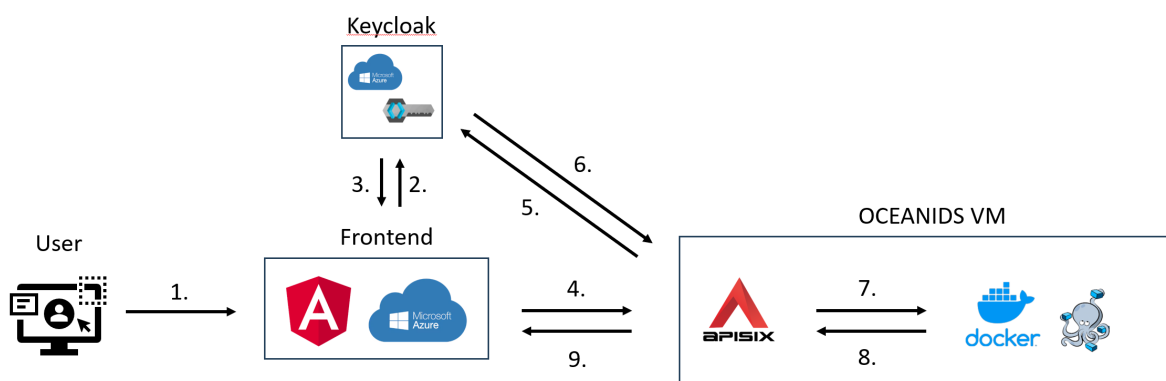 Keycloak
Microsoft
Azure
6.
3.
2.
5.
OCEANIDS VM
User
Frontend
1.
4.
7.
Microsoft
Azure
APISIX
docker
9.
8.